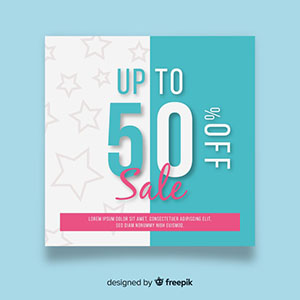 UP TO
50
% OFF
Sale
LOREM IPSUM DOLOR SIT AMET, CONSECTETUER ADIPISCING ELIT,
SED DIAM NONUMMY NIBH EUISMOD.
designed by freepik